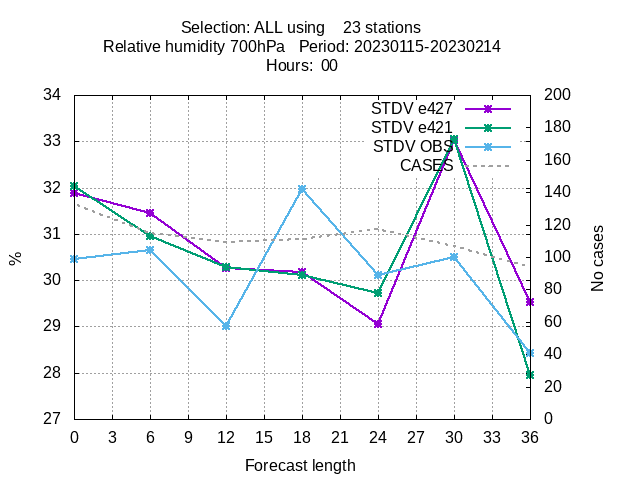 Selection: ALL using    23 stations
Relative humidity 700hPa   Period: 20230115-20230214
Hours:  00
34
33
32
31
30
29
28
27
200
180
160
140
120
100
80
60
40
20
0
STDV e427
STDV e421
STDV OBS
CASES
%
No cases
0 3 6 9 12 15 18 21 24 27 30 33 36
Forecast length